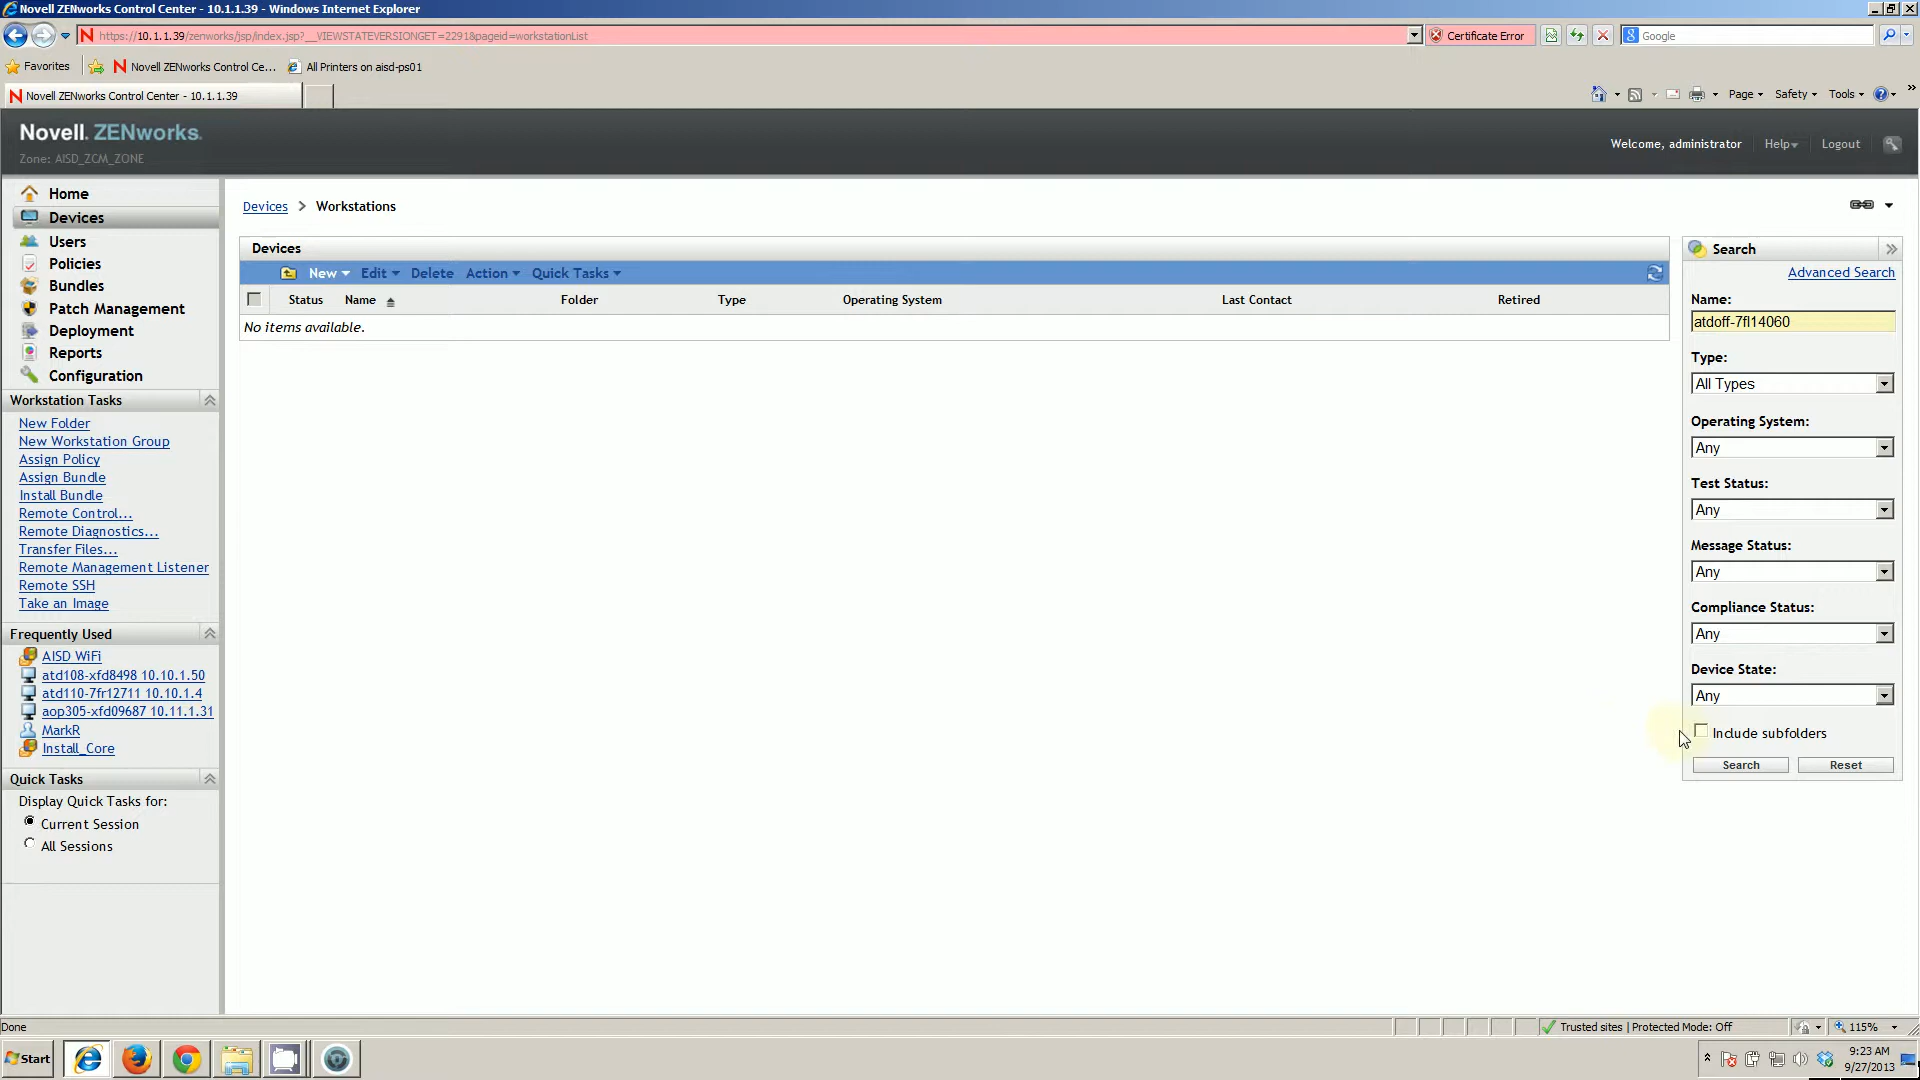 Novell ZENworks Control Center - 10.1.1.39 - Windows Internet Explorer
https://10.1.1.39/zenworks/jsp/index.jsp?__VIEWSTATEVERSIONGET=2291&pageid=workstationList
Certificate Error
Google
Favorites
Novell ZENworks Control Ce...
All Printers on aisd-ps01
Novell ZENworks Control Center - 10.1.1.39
Page
Safety
Tools
Novell. ZENworks.
Zone: AISD_ZCM_ZONE
Welcome, administrator
Help
Logout
Home
Devices
Users
Policies
Bundles
Patch Management
Deployment
Reports
Configuration
Workstation Tasks
New Folder
New Workstation Group
Assign Policy
Assign Bundle
Install Bundle
Remote Control...
Remote Diagnostics...
Transfer Files...
Remote Management Listener
Remote SSH
Take an Image
Frequently Used
AISD WiFi
atd108-xfd8498 10.10.1.50
atd110-7fr12711 10.10.1.4
aop305-xfd09687 10.11.1.31
MarkR
Install_Core
Quick Tasks
Display Quick Tasks for:
Current Session
All Sessions
Devices > Workstations
Devices
New Edit Delete Action Quick Tasks
Status Name Folder Type Operating System Last Contact Retired
No items available.
Search
Advanced Search
Name:
atdoff-7fl14060
Type:
All Types
Operating System:
Any
Test Status:
Any
Message Status:
Any
Compliance Status:
Any
Device State:
Any
Include subfolders
Search Reset
Done
Trusted sites | Protected Mode: Off
115%
Start
9:23 AM
9/27/2013